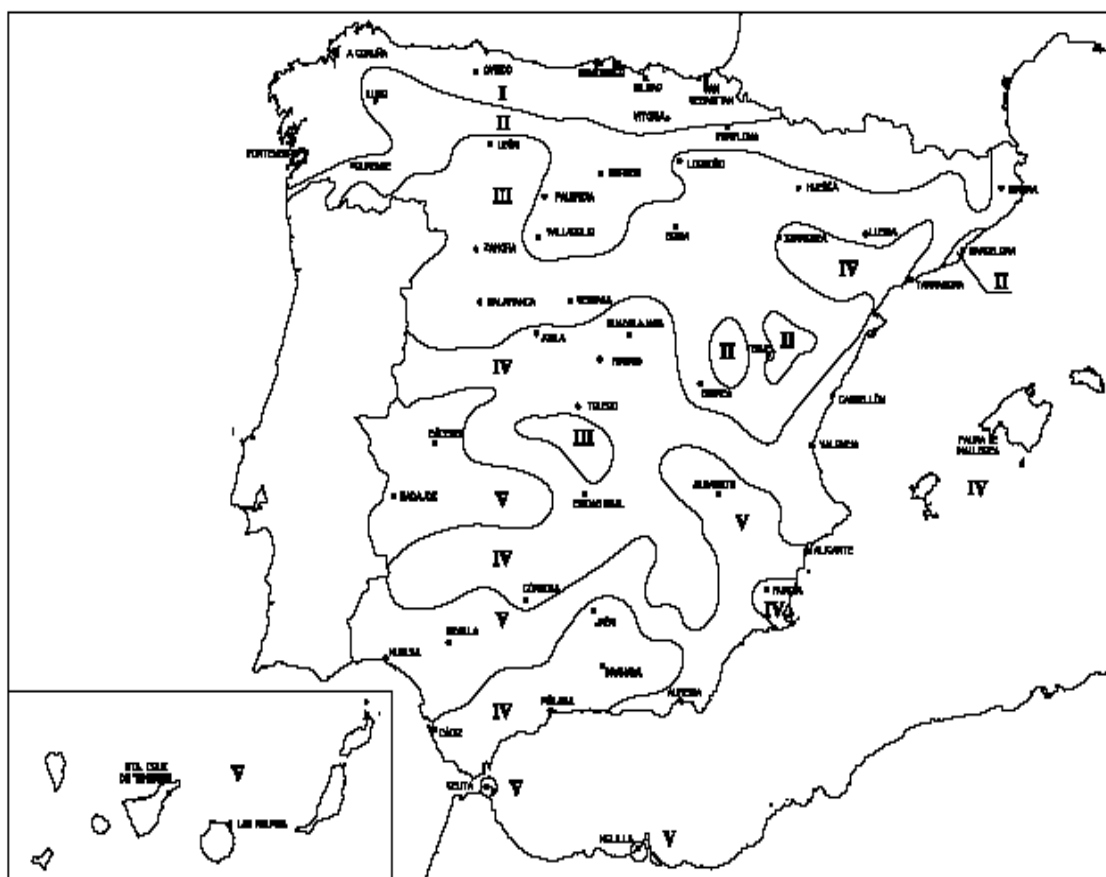 A CORUÑA
OVIEDO
BILBAO
SAN
SEBASTIAN
I
LUGO
VITORIA
II
PAMPLONA
LEÓN
PONTEVEDRA
OURENSE
LOGROÑO
BURGOS
HUESCA
GIRONA
III
PALENCIA
VALLADOLID
SORIA
ZARAGOZA
LLEIDA
ZAMORA
BARCELONA
IV
TARRAGONA
II
SALAMANCA
SEGOVIA
GUADALAJARA
AVILA
II
II
MADRID
IV
CUENCA
CASTELLÓN
TOLEDO
CÁCERES
III
VALENCIA
PALMA DE
MALLORCA
IV
BADAJOZ
V
CIUDAD REAL
ALBACETE
V
ALICANTE
IV
CÓRDOBA
MURCIA
IV
V
JAÉN
SEVILLA
HUELVA
GRANADA
ALMERIA
IV
MÁLAGA
CÁDIZ
STA. CRUZ
DE TENERIFE
V
CEUTA
V
LAS PALMAS
MELILLA
V